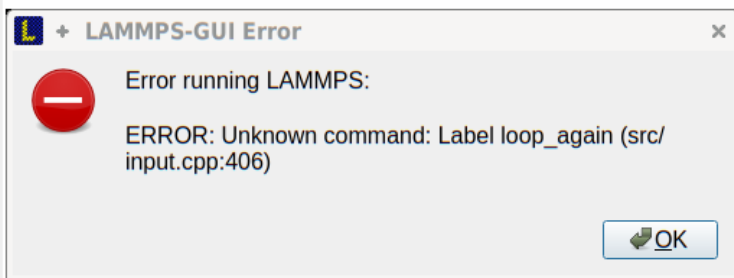 LAMMPS-GUI Error
Error running LAMMPS:
ERROR: Unknown command: Label loop_again (src/
input.cpp:406)
OK